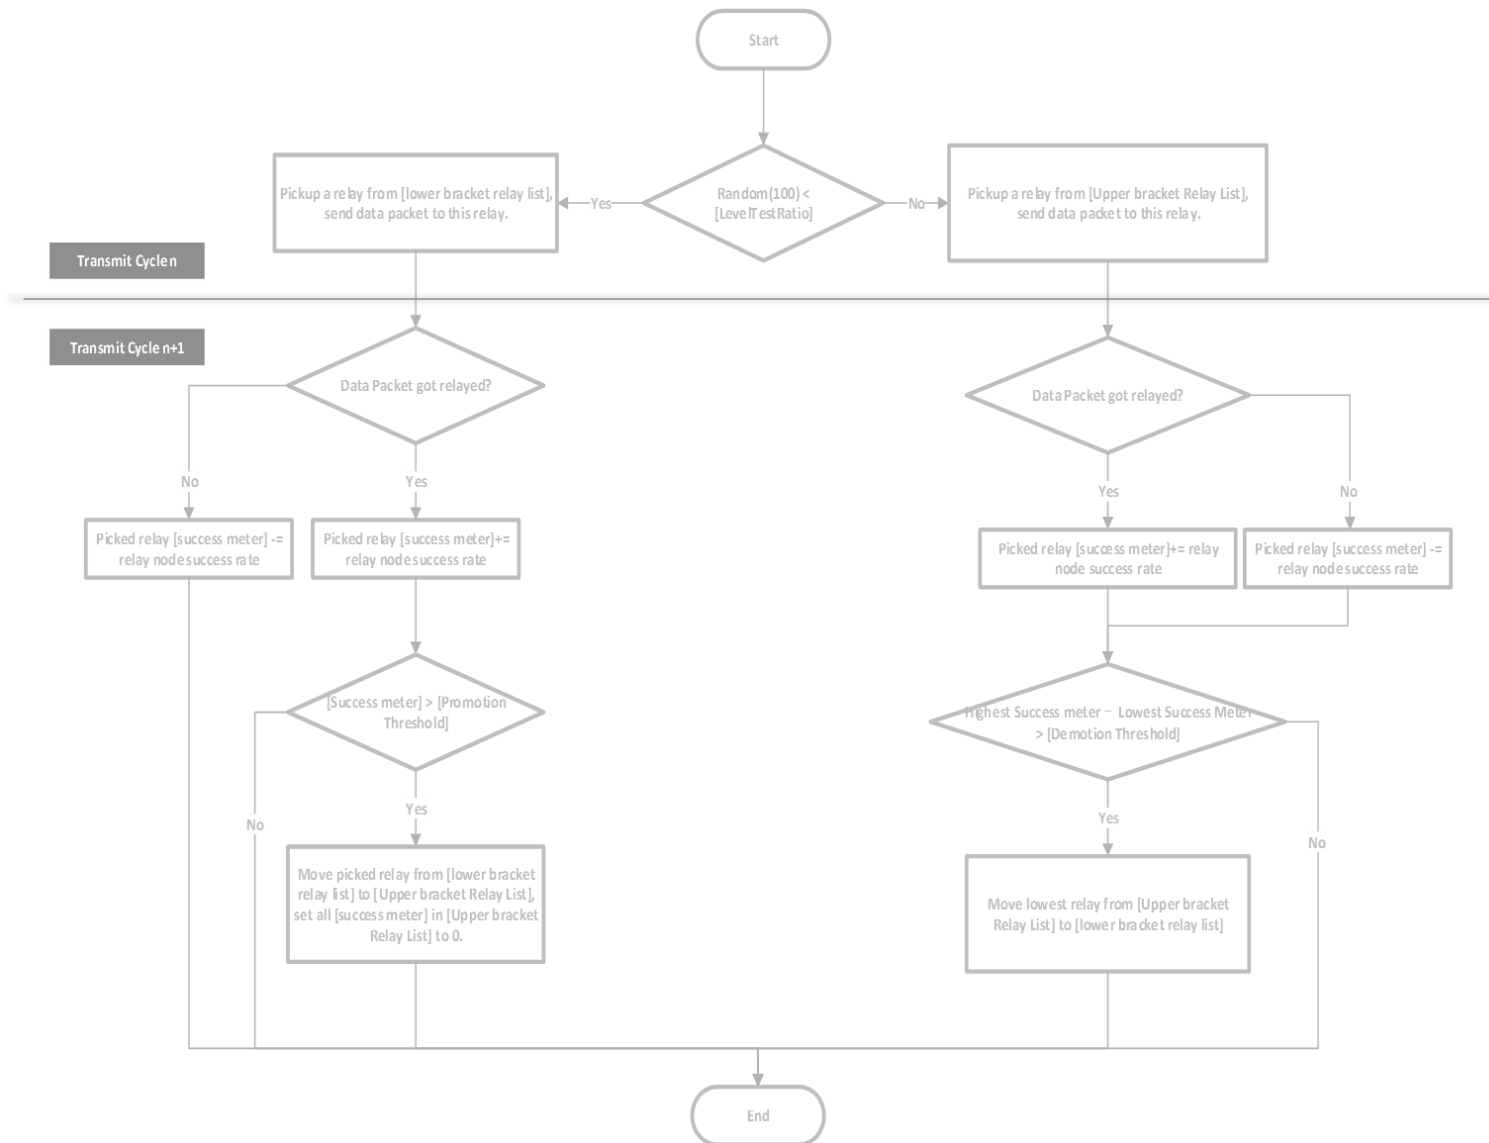 Start
Pickup a relay from [lower bracket relay list],
send data packet to this relay.
Yes
Random(100) <
[LevelTestRatio]
No
Pickup a relay from [Upper bracket Relay List],
send data packet to this relay.
Transmit Cycle n
Transmit Cycle n+1
Data Packet got relayed?
Data Packet got relayed?
No
Yes
Yes
No
Picked relay [success meter] -=
relay node success rate
Picked relay [success meter]+=
relay node success rate
Picked relay [success meter]+= relay
node success rate
Picked relay [success meter] -=
relay node success rate
[Success meter] > [Promotion
Threshold]
Highest Success meter – Lowest Success Meter
> [Demotion Threshold]
Yes
No
Yes
No
Move picked relay from [lower bracket
relay list] to [Upper bracket Relay List],
set all [success meter] in [Upper bracket
Relay List] to 0.
Move lowest relay from [Upper bracket
Relay List] to [lower bracket relay list]
End